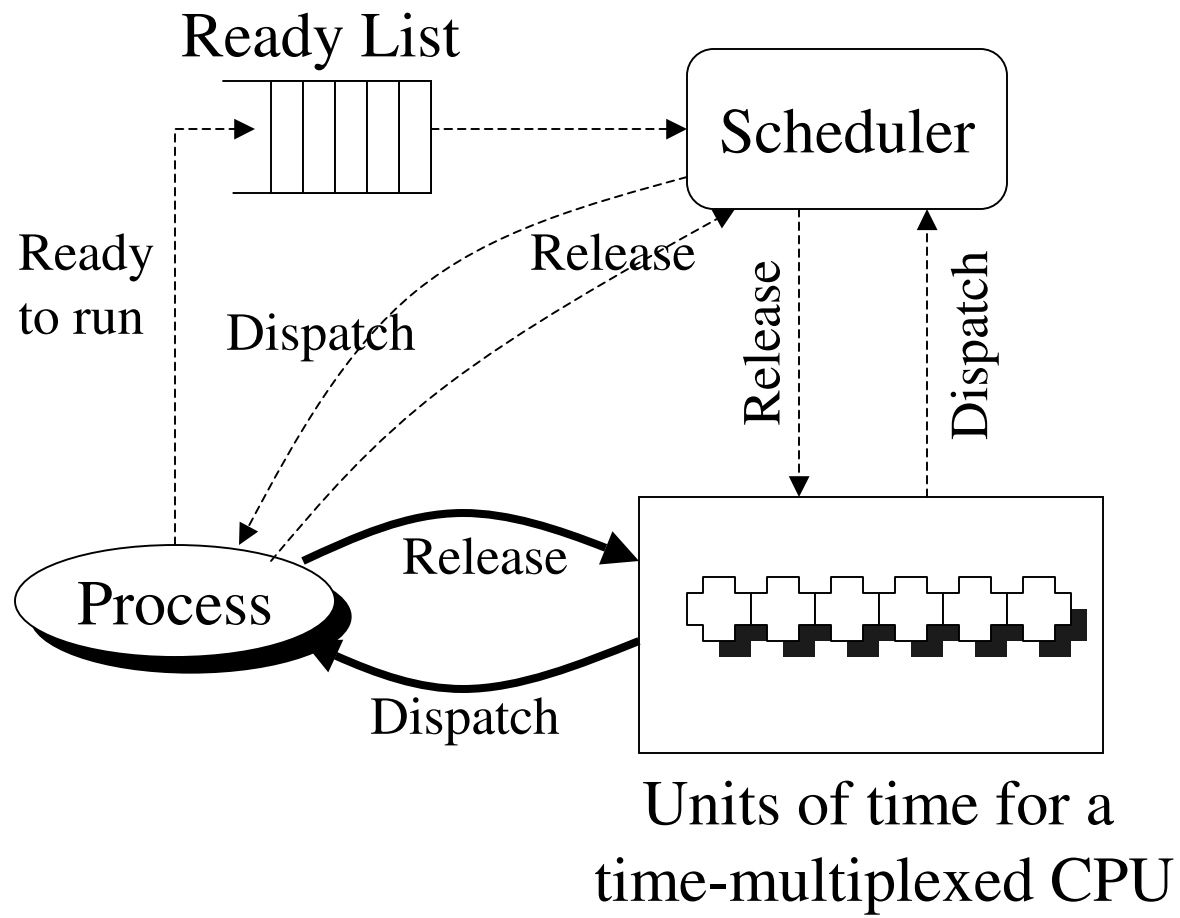 Ready List
Scheduler
Ready
to run
Release
Dispatch
Release
Dispatch
Release
Process
Dispatch
Units of time for a
time-multiplexed CPU